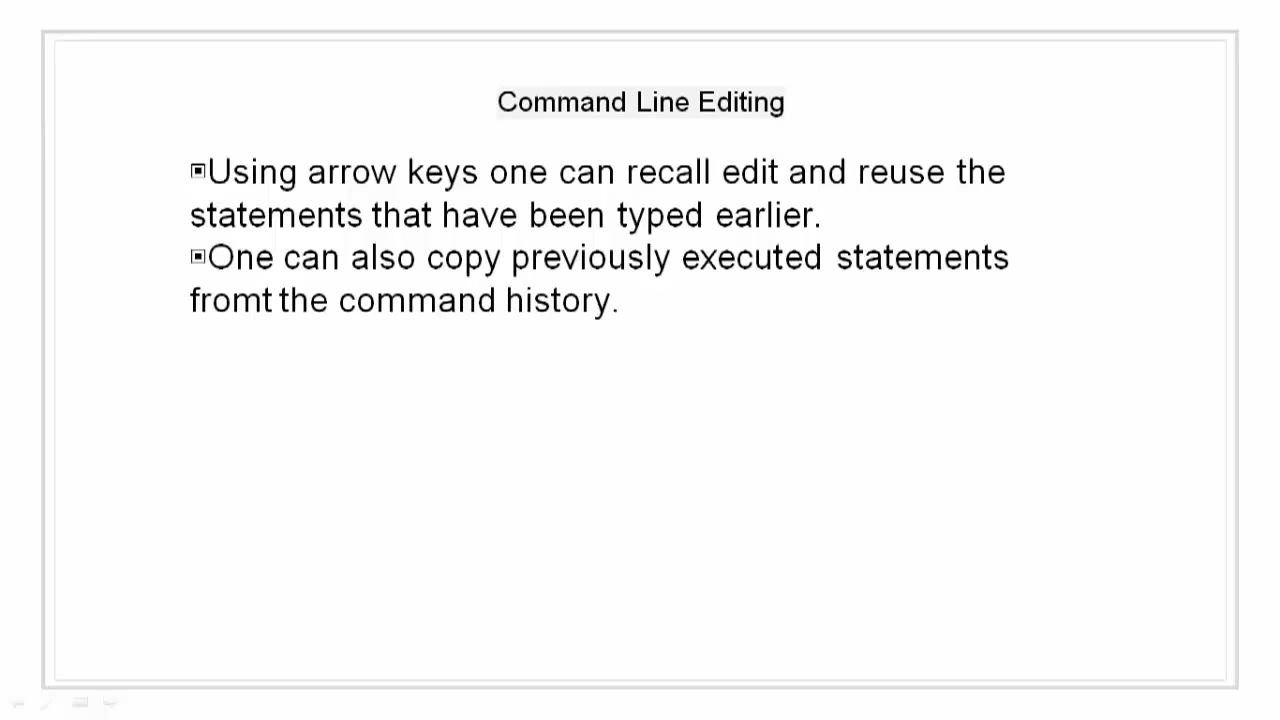 Command Line Editing
▣Using arrow keys one can recall edit and reuse the
statements that have been typed earlier.
▣One can also copy previously executed statements
fromt the command history.